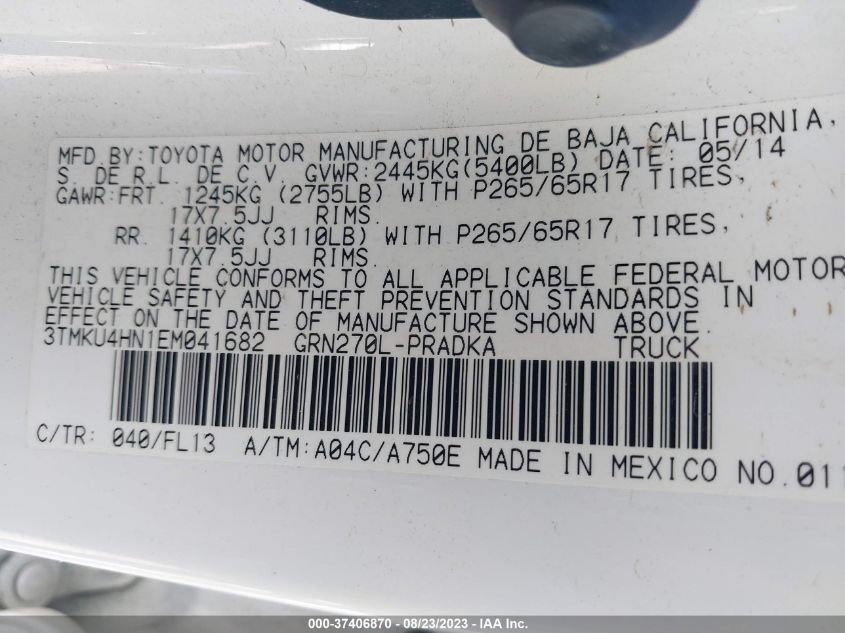 MFD. BY: TOYOTA MOTOR MANUFACTURING DE BAJA CALIFORNIA,
S. DE R.L. DE C.V. GVWR: 2445KG(5400LB) DATE: 05/14
GAWR:FRT. 1245KG (2755LB) WITH P265/65R17 TIRES,
17X7.5JJ RIMS.
RR. 1410KG (3110LB) WITH P265/65R17 TIRES,
17X7.5JJ RIMS.
THIS VEHICLE CONFORMS TO ALL APPLICABLE FEDERAL MOTOR
VEHICLE SAFETY AND THEFT PREVENTION STANDARDS IN
EFFECT ON THE DATE OF MANUFACTURE SHOWN ABOVE.
3TMKU4HN1EM041682 GRN270L-PRADKA TRUCK
C/TR: 040/FL13 A/TM: A04C/A750E MADE IN MEXICO NO.011
000-37406870 - 08/23/2023 - IAA Inc.